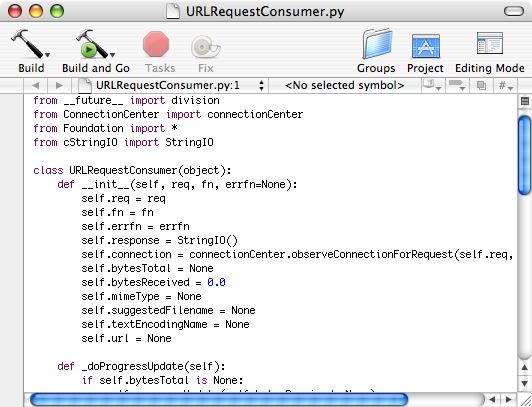 URLRequestConsumer.py
Build Build and Go Tasks Fix Groups Project Editing Mode
URLRequestConsumer.py:1 <No selected symbol> #
from __future__ import division
from ConnectionCenter import connectionCenter
from Foundation import *
from cStringIO import StringIO
class URLRequestConsumer(object):
def __init__(self, req, fn, errfn=None):
self.req = req
self.fn = fn
self.errfn = errfn
self.response = StringIO()
self.connection = connectionCenter.observeConnectionForRequest(self.req,
self.bytesTotal = None
self.bytesReceived = 0.0
self.mimeType = None
self.suggestedFilename = None
self.textEncodingName = None
self.url = None
def _doProgressUpdate(self):
if self.bytesTotal is None: